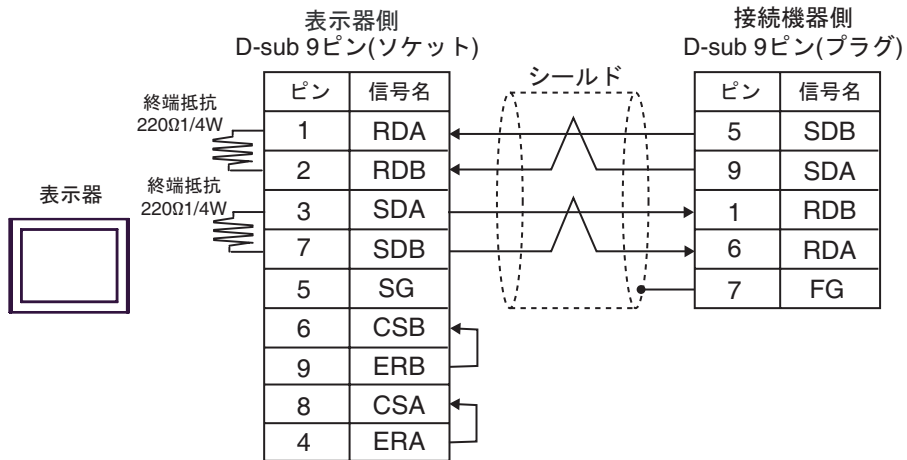 表示器側
D-sub 9ピン(ソケット)
接続機器側
D-sub 9ピン(プラグ)
シールド
ピン 信号名
1 RDA
2 RDB
3 SDA
7 SDB
5 SG
6 CSB
9 ERB
8 CSA
4 ERA
終端抵抗
220Ω1/4W
終端抵抗
220Ω1/4W
表示器
ピン 信号名
5 SDB
9 SDA
1 RDB
6 RDA
7 FG